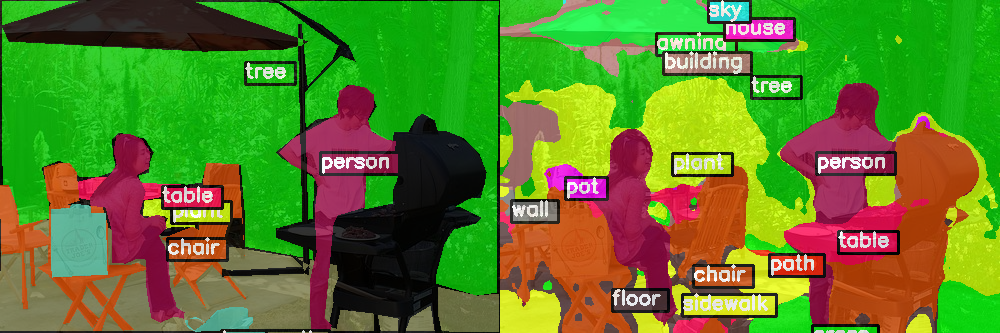 tree
person
table
plant
chair
sky
house
awning
building
tree
plant
person
pot
wall
table
path
chair
floor
sidewalk